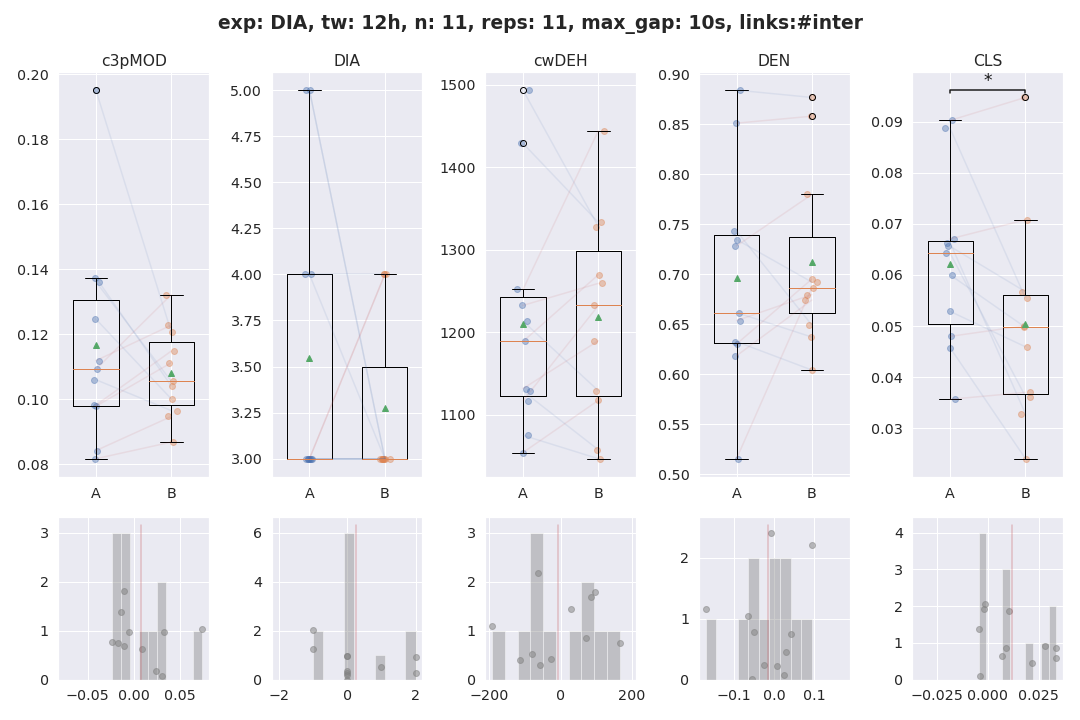 exp: DIA, tw: 12h, n: 11, reps: 11, max_gap: 10s, links:#inter
c3pMOD DIA cwDEH DEN CLS
*
0.20 0.18 0.16 0.14 0.12 0.10 0.08
A B
5.00 4.75 4.50 4.25 4.00 3.75 3.50 3.25 3.00
A B
1500 1400 1300 1200 1100
A B
0.90 0.85 0.80 0.75 0.70 0.65 0.60 0.55 0.50
A B
0.09 0.08 0.07 0.06 0.05 0.04 0.03
A B
3 2 1 0
−0.05 0.00 0.05
6 4 2 0
−2 0 2
3 2 1 0
−200 0 200
2 1 0
−0.1 0.0 0.1
4 3 2 1 0
−0.025 0.000 0.025